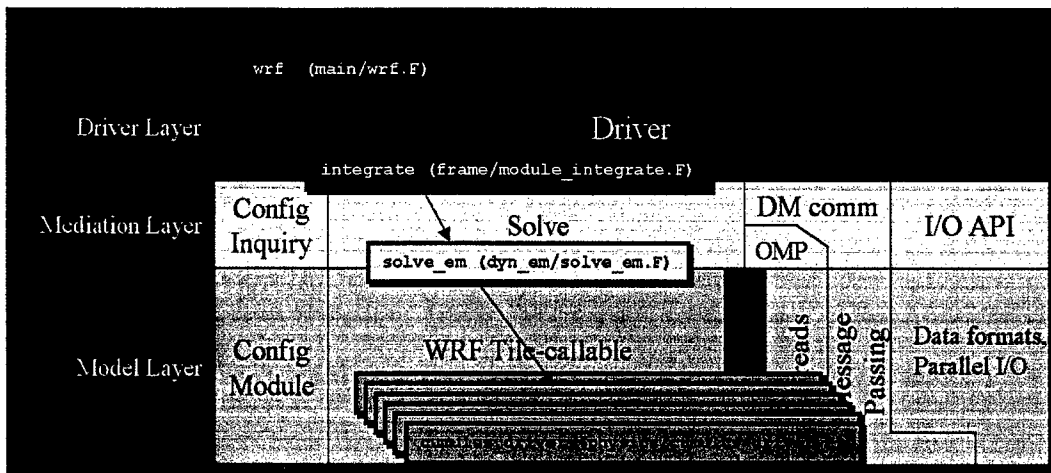 wrf (main/wrf.F)
Driver Layer
Driver
integrate (frame/module_integrate.F)
Mediation Layer
Config
Inquiry
Solve
DM comm
OMP
I/O API
solve_em (dyn_em/solve_em.F)
Model Layer
Config
Module
WRF Tile-callable
reads
essage
Passing
Data formats,
Parallel I/O